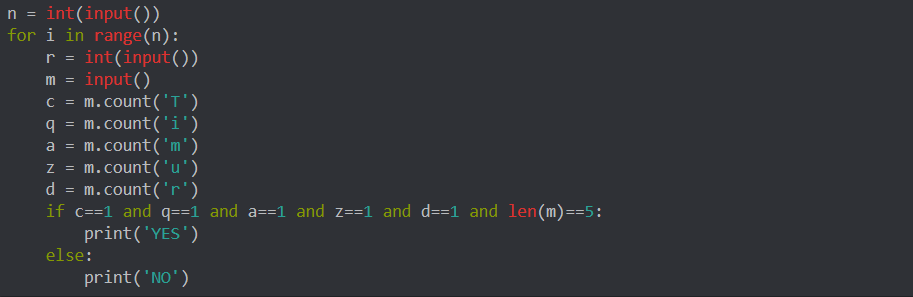 n = int(input())
for i in range(n):
    r = int(input())
    m = input()
    c = m.count('T')
    q = m.count('i')
    a = m.count('m')
    z = m.count('u')
    d = m.count('r')
    if c==1 and q==1 and a==1 and z==1 and d==1 and len(m)==5:
        print('YES')
    else:
        print('NO')